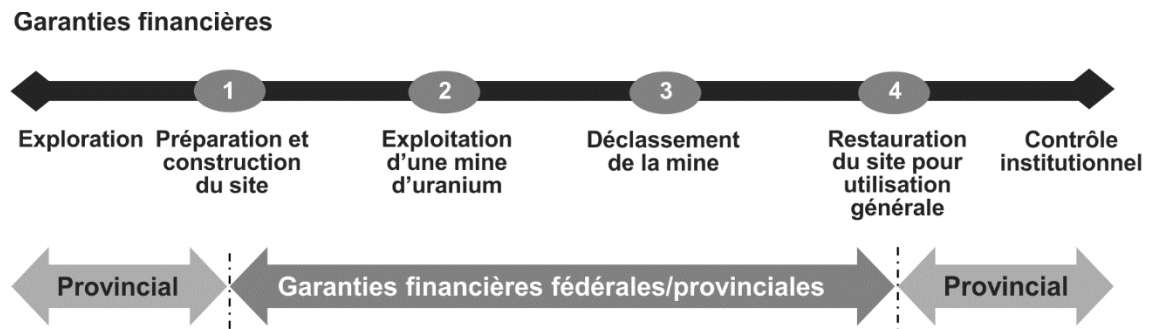 Garanties financières
1 2 3 4
Exploration
Préparation et
construction
du site
Exploitation
d'une mine
d'uranium
Déclassement
de la mine
Restauration
du site pour
utilisation
générale
Contrôle
institutionnel
Provincial
Garanties financières fédérales/provinciales
Provincial